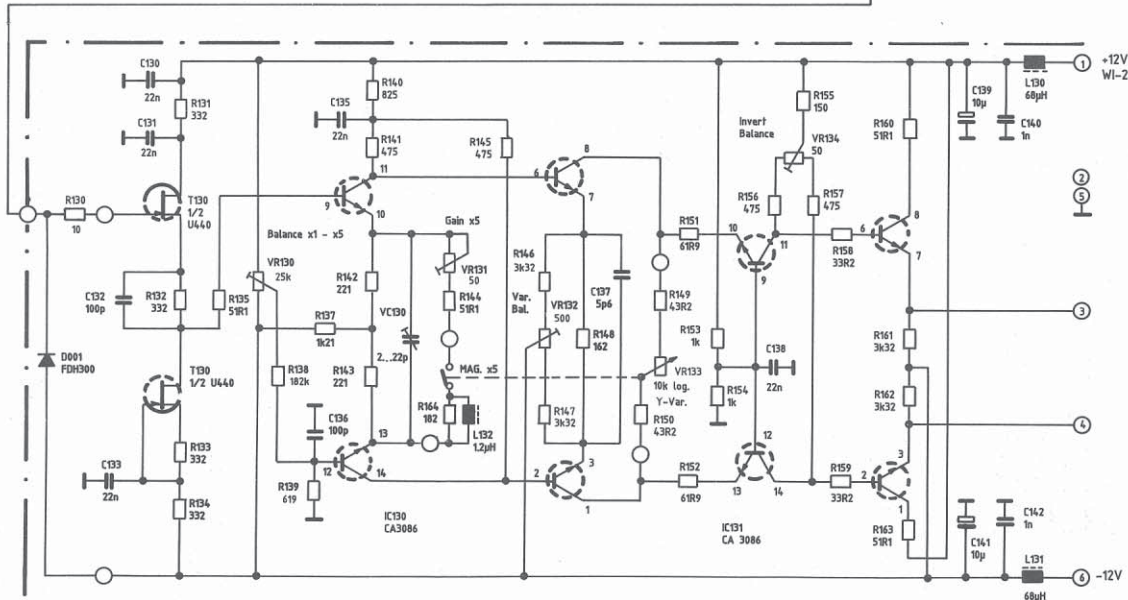 C130
22n
R131
332
C131
22n
R130
10
T130
1/2
U440
C132
100p
R132
332
R135
51R1
D001
FDH300
T130
1/2 U440
C133
22n
R133
332
R134
332
Balance x1 - x5
VR130
25k
R137
1k21
R138
182k
C136
100p
R139
619
C135
22n
R140
825
R141
475
R145
475
11
9
10
R142
221
R143
221
VC130
2...22p
13
12
14
IC130
CA3086
Gain x5
VR131
50
R144
51R1
MAG. x5
R164
182
L132
1.2µH
6
8
7
R146
3k32
Var.
Bal.
VR132
500
C137
5p6
R148
162
R147
3k32
2
3
1
R151
61R9
R149
43R2
VR133
10k log.
Y-Var.
R150
43R2
R152
61R9
R153
1k
R154
1k
C138
22n
Invert
Balance
R155
150
VR134
50
R156
475
R157
475
10
11
9
12
13
14
IC131
CA 3086
R158
33R2
R159
33R2
R160
51R1
6
8
7
R161
3k32
R162
3k32
2
3
1
R163
51R1
C139
10µ
C140
1n
L130
68µH
C141
10µ
C142
1n
L131
68µH
1
+12V
WI-2
2
5
3
4
6
-12V